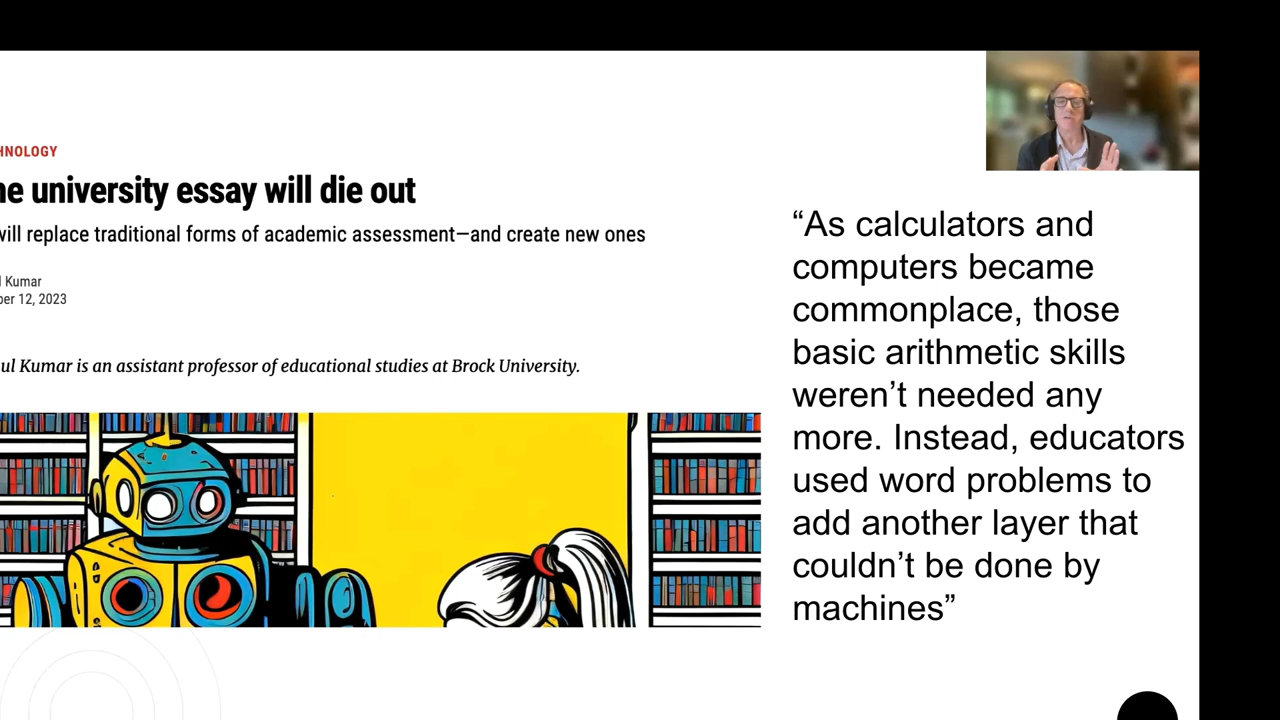 HNOLOGY
he university essay will die out
will replace traditional forms of academic assessment—and create new ones
l Kumar
ber 12, 2023
ul Kumar is an assistant professor of educational studies at Brock University.
“As calculators and
computers became
commonplace, those
basic arithmetic skills
weren’t needed any
more. Instead, educators
used word problems to
add another layer that
couldn’t be done by
machines”